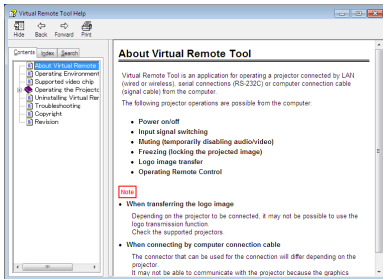 Virtual Remote Tool Help
Hide Back Forward Print
Contents Index Search
About Virtual Remote
Operating Environment
Supported video chip
Operating the Projecto
Uninstalling Virtual Rer
Troubleshooting
Copyright
Revision
About Virtual Remote Tool
Virtual Remote Tool is an application for operating a projector connected by LAN
(wired or wireless), serial connections (RS-232C) or computer connection cable
(signal cable) from the computer.
The following projector operations are possible from the computer:
• Power on/off
• Input signal switching
• Muting (temporarily disabling audio/video)
• Freezing (locking the projected image)
• Logo image transfer
• Operating Remote Control
Note
• When transferring the logo image
Depending on the projector to be connected, it may not be possible to use the
logo transmission function.
Check the supported projectors.
• When connecting by computer connection cable
The connector that can be used for the connection will differ depending on the
projector.
It may not be able to communicate with the projector because the graphics